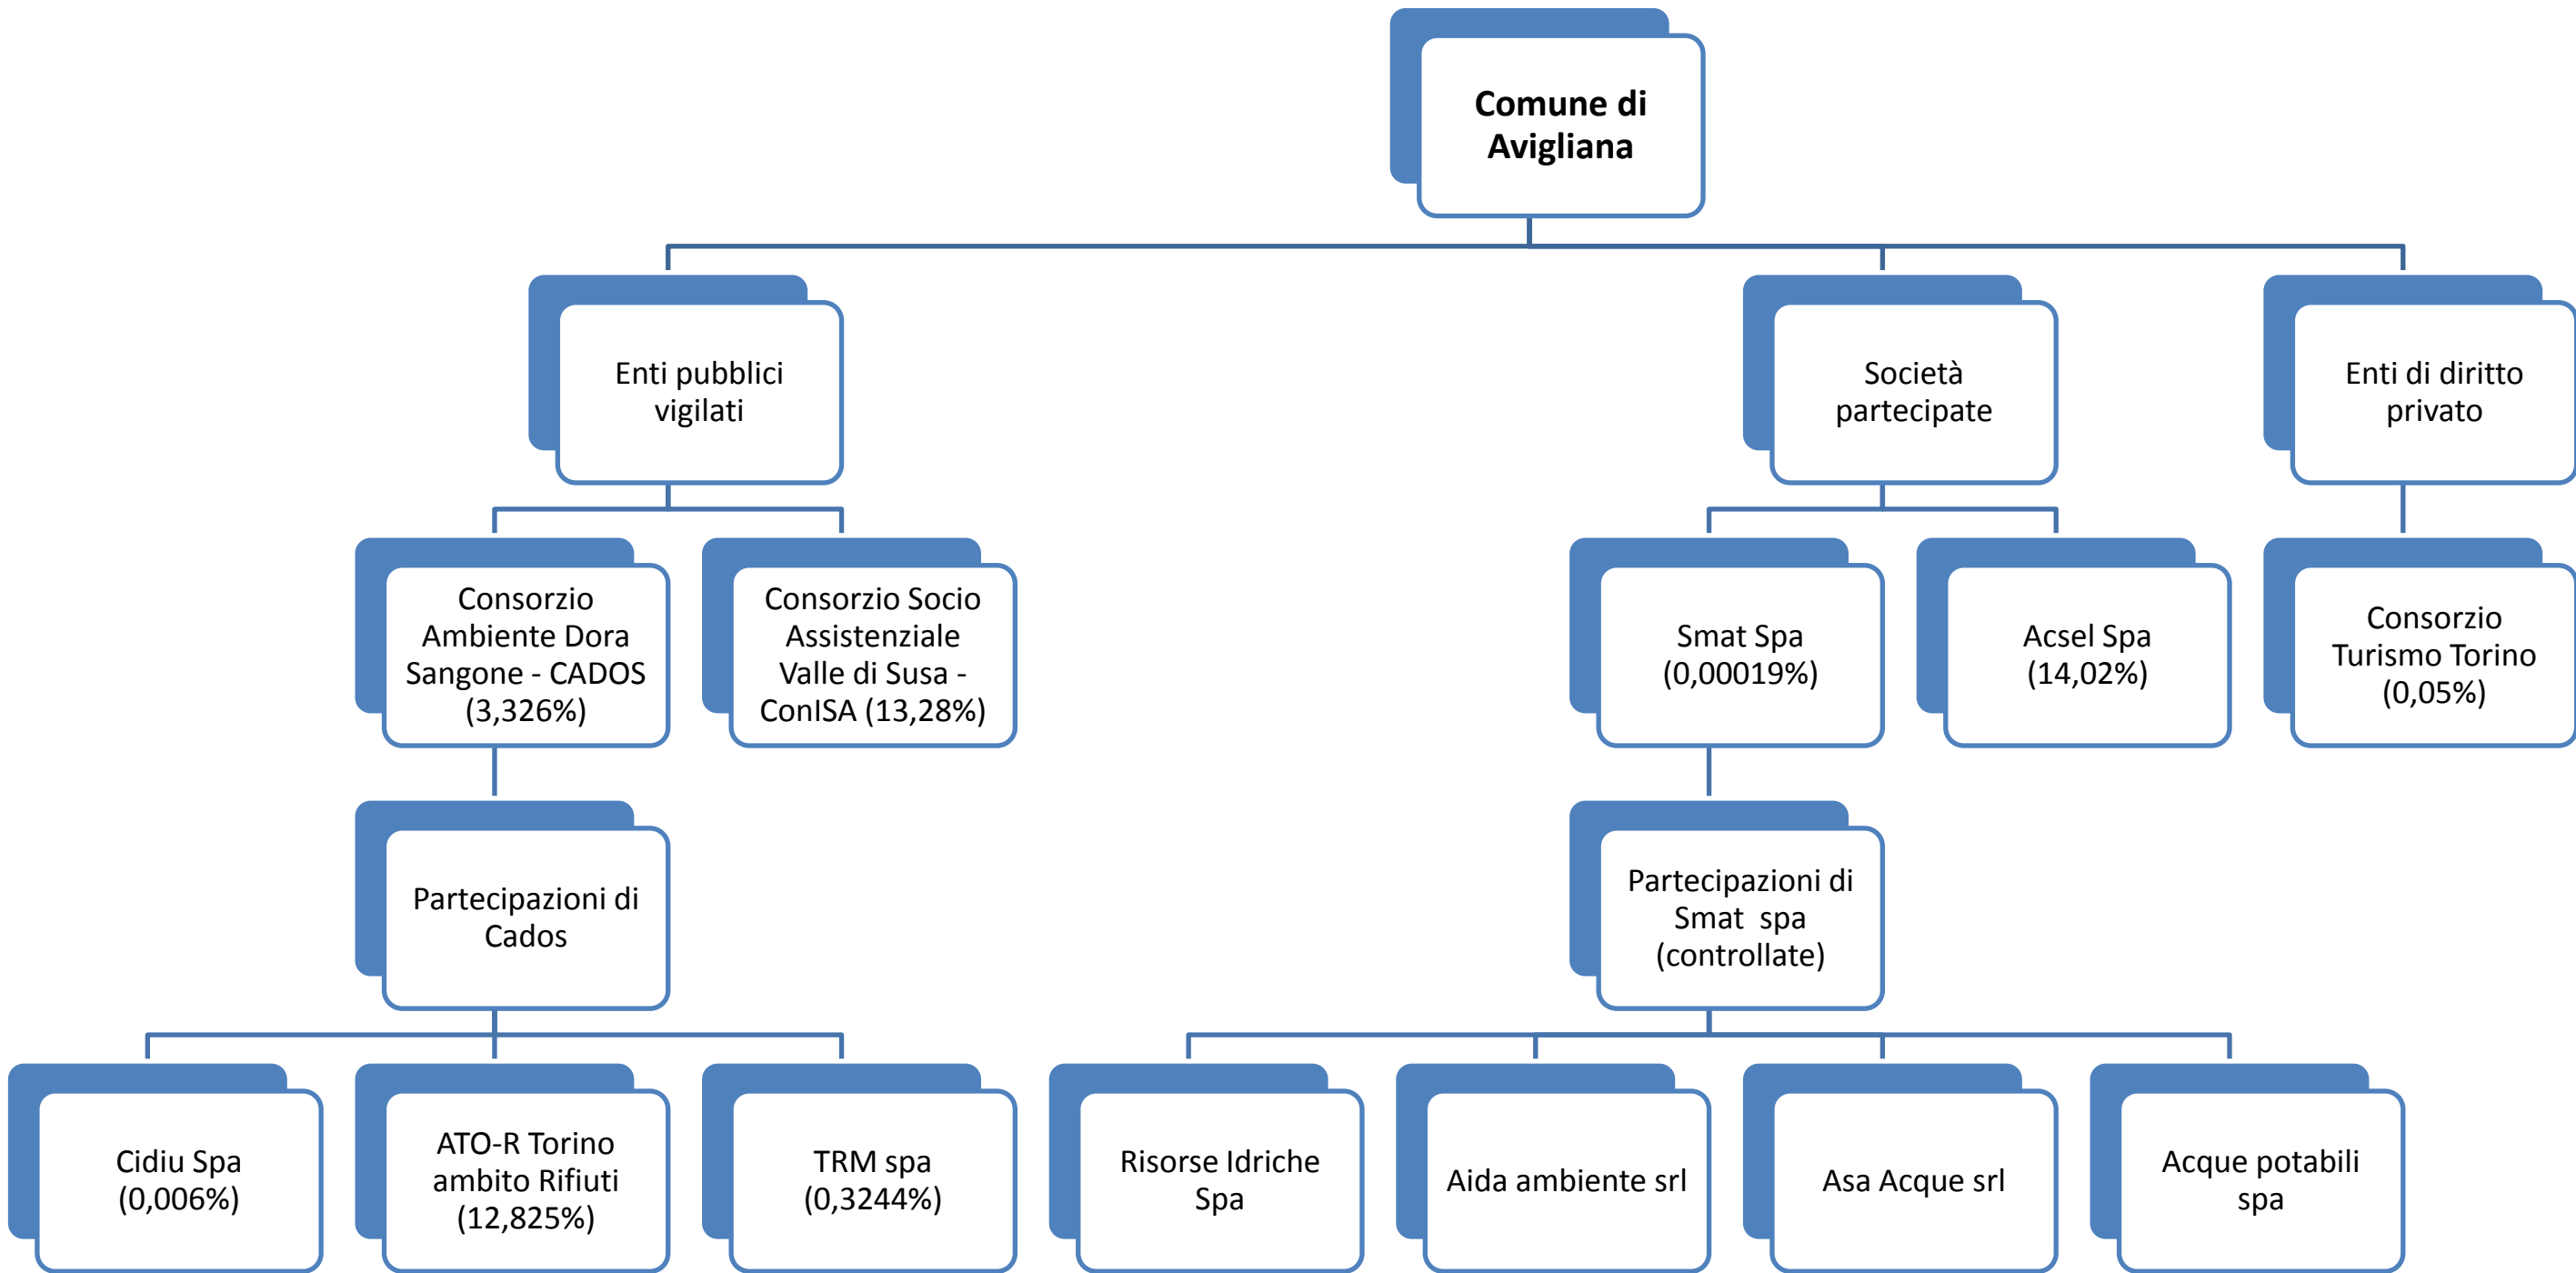 Comune di
Avigliana
Enti pubblici
vigilati
Società
partecipate
Enti di diritto
privato
Consorzio
Ambiente Dora
Sangone - CADOS
(3,326%)
Consorzio Socio
Assistenziale
Valle di Susa -
ConISA (13,28%)
Smat Spa
(0,00019%)
Acsel Spa
(14,02%)
Consorzio
Turismo Torino
(0,05%)
Partecipazioni di
Cados
Partecipazioni di
Smat  spa
(controllate)
Cidiu Spa
(0,006%)
ATO-R Torino
ambito Rifiuti
(12,825%)
TRM spa
(0,3244%)
Risorse Idriche
Spa
Aida ambiente srl
Asa Acque srl
Acque potabili
spa